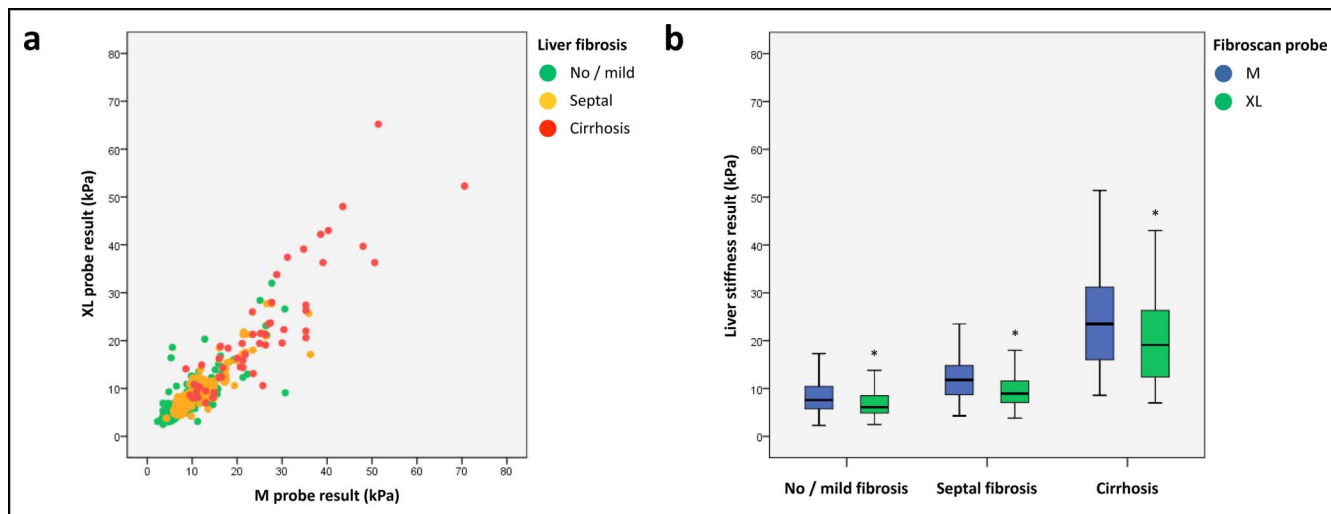 a
XL probe result (kPa)
80
70
60
50
40
30
20
10
0
0 10 20 30 40 50 60 70 80
M probe result (kPa)
Liver fibrosis
No / mild
Septal
Cirrhosis
b
Liver stiffness result (kPa)
80
70
60
50
40
30
20
10
0
* * *
No / mild fibrosis Septal fibrosis Cirrhosis
Fibroscan probe
M
XL